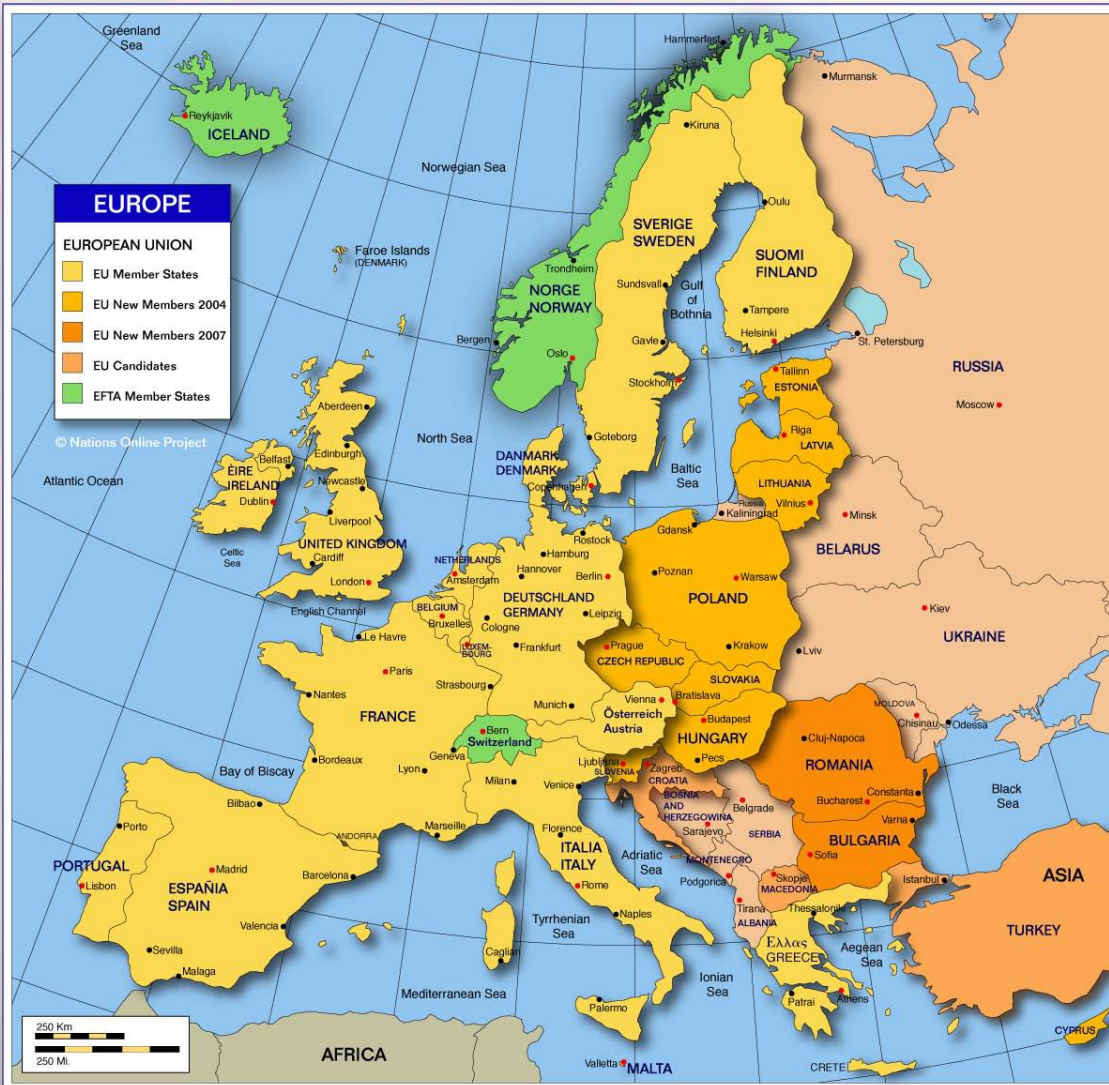 Greenland
Sea
Hammerfest
Murmansk
Reykjavik
ICELAND
Kiruna
Norwegian Sea
EUROPE
EUROPEAN UNION
EU Member States
EU New Members 2004
EU New Members 2007
EU Candidates
EFTA Member States
© Nations Online Project
Oulu
SVERIGE
SWEDEN
SUOMI
FINLAND
Faroe Islands
(DENMARK)
Trondheim
NORGE
NORWAY
Sundsvall
Gulf
of
Bothnia
Tampere
Helsinki
Bergen
Oslo
Gavle
Stockholm
St. Petersburg
RUSSIA
Moscow
Tallinn
ESTONIA
Riga
LATVIA
LITHUANIA
Vilnius
Aberdeen
Edinburgh
North Sea
Goteborg
DANMARK
DENMARK
Copenhagen
Baltic
Sea
Russia
Kaliningrad
Minsk
BELARUS
Atlantic Ocean
Belfast
ÈIRE
IRELAND
Dublin
Newcastle
Liverpool
UNITED KINGDOM
Cardiff
London
Celtic
Sea
English Channel
Gdansk
Rostock
Hamburg
NETHERLANDS
Amsterdam
Hannover
Berlin
Poznan
Warsaw
POLAND
DEUTSCHLAND
GERMANY
BELGIUM
Bruxelles
Cologne
Leipzig
Kiev
UKRAINE
Le Havre
LUXEM-
BOURG
Frankfurt
Prague
CZECH REPUBLIC
Krakow
Lviv
Paris
Strasbourg
SLOVAKIA
Nantes
Munich
Vienna
Bratislava
Österreich
Austria
Budapest
HUNGARY
MOLDOVA
Chisinau
Odessa
FRANCE
Bern
Switzerland
Geneva
Cluj-Napoca
Bay of Biscay
Bordeaux
Lyon
Milan
Venice
Ljubljana
SLOVENIA
Zagreb
CROATIA
Pecs
ROMANIA
Bilbao
BOSNIA
AND
HERZEGOWINA
Sarajevo
Belgrade
SERBIA
Bucharest
Constanta
Black
Sea
Varna
Porto
ANDORRA
Marseille
Florence
ITALIA
ITALY
Adriatic
Sea
MONTENEGRO
Podgorica
BULGARIA
Sofia
PORTUGAL
Lisbon
Madrid
ESPAÑIA
SPAIN
Barcelona
Rome
Skopje
MACEDONIA
Istanbul
ASIA
Tirana
ALBANIA
Thessaloniki
Valencia
Tyrrhenian
Sea
Naples
TURKEY
Sevilla
Malaga
Cagliari
Ελλας
GREECE
Aegean
Sea
Ionian
Sea
Mediterranean Sea
Palermo
Patrai
Athens
250 Km
250 Mi.
AFRICA
Valletta
MALTA
CRETE
CYPRUS